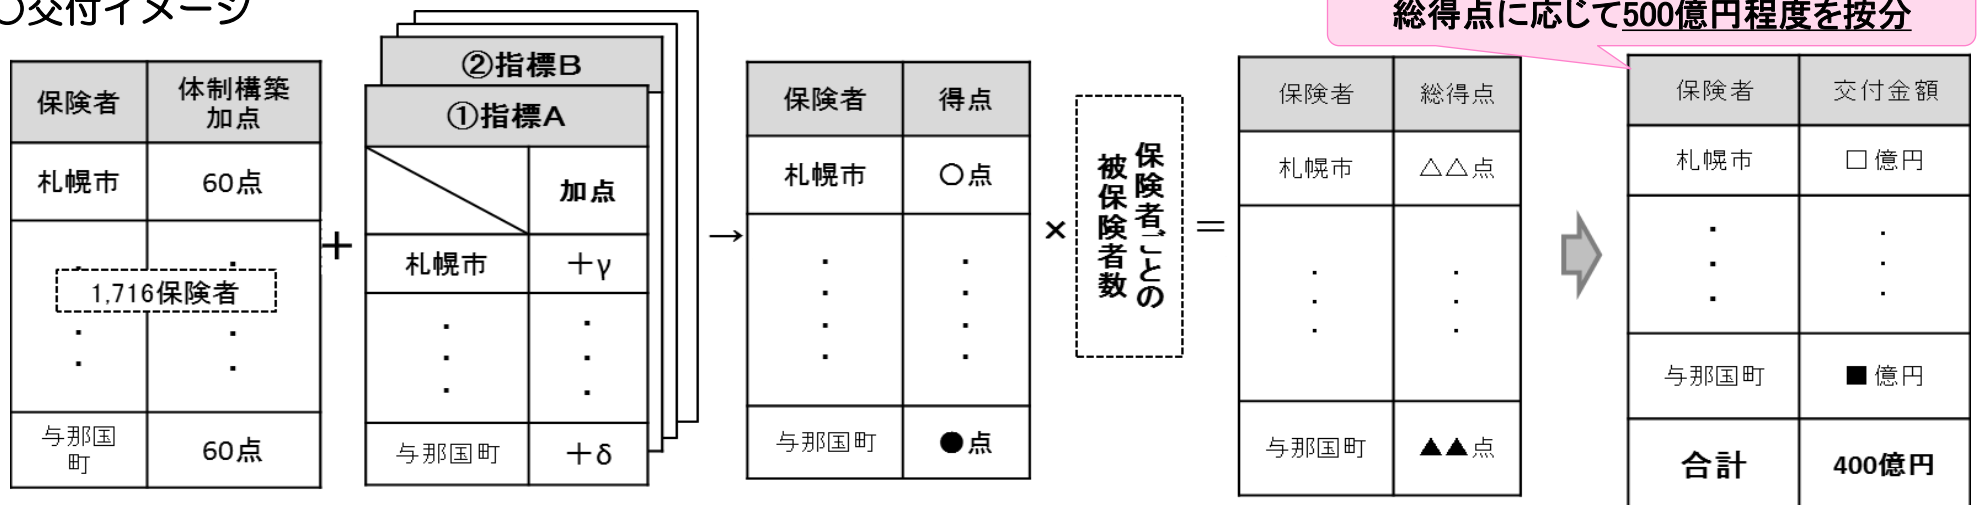 〇交付イメージ
総得点に応じて500億円程度を按分
保険者 体制構築加点
札幌市 60点
1,716保険者
与那国町 60点
＋
②指標B
①指標A
加点
札幌市 ＋γ
与那国町 ＋δ
→
保険者 得点
札幌市 〇点
与那国町 ●点
×
保険者ごとの
被保険者数
＝
保険者 総得点
札幌市 △△点
与那国町 ▲▲点
保険者 交付金額
札幌市 □億円
与那国町 ■億円
合計 400億円